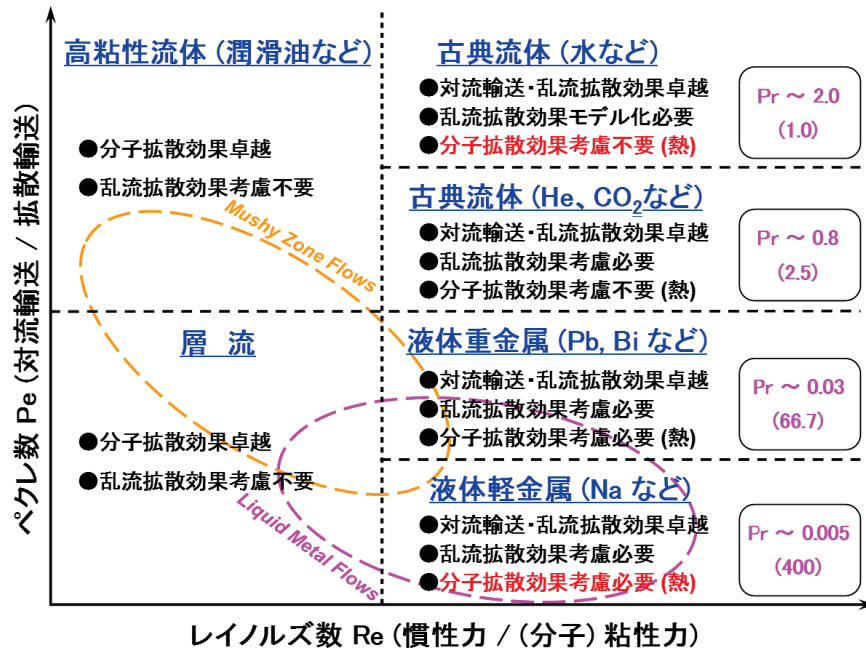 高粘性流体 (潤滑油など)
●分子拡散効果卓越
●乱流拡散効果考慮不要
古典流体 (水など)
●対流輸送・乱流拡散効果卓越
●乱流拡散効果モデル化必要
●分子拡散効果考慮不要 (熱)
Pr ～ 2.0
(1.0)
古典流体 (He、CO₂など)
●対流輸送・乱流拡散効果卓越
●乱流拡散効果考慮必要
●分子拡散効果考慮不要 (熱)
Pr ～ 0.8
(2.5)
Mushy Zone Flows
層 流
●分子拡散効果卓越
●乱流拡散効果考慮不要
液体重金属 (Pb, Bi など)
●対流輸送・乱流拡散効果卓越
●乱流拡散効果考慮必要
●分子拡散効果考慮必要 (熱)
Pr ～ 0.03
(66.7)
Liquid Metal Flows
液体軽金属 (Na など)
●対流輸送・乱流拡散効果卓越
●乱流拡散効果考慮必要
●分子拡散効果考慮必要 (熱)
Pr ～ 0.005
(400)
ペクレ数 Pe (対流輸送 / 拡散輸送)
レイノルズ数 Re (慣性力 / (分子) 粘性力)